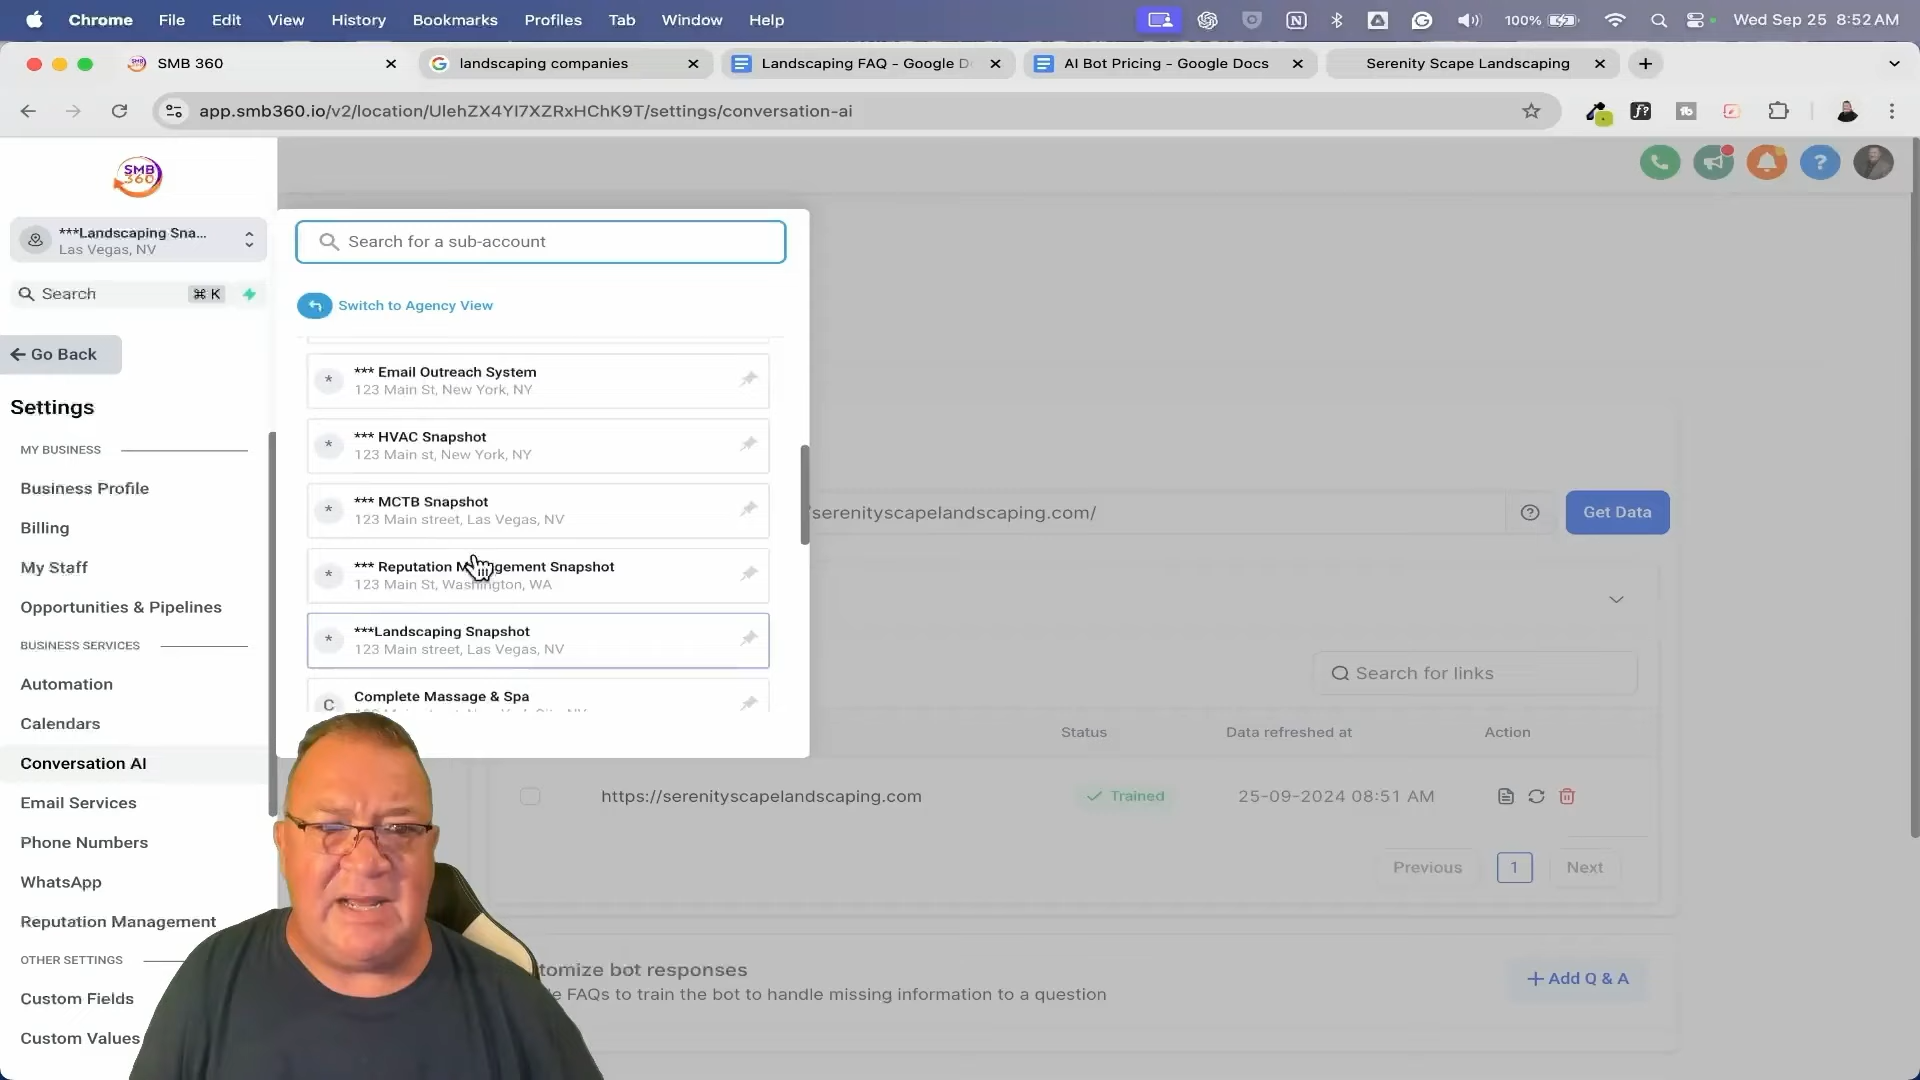 Chrome File Edit View History Bookmarks Profiles Tab Window Help 100% Wed Sep 25 8:52 AM
SMB 360 landscaping companies Landscaping FAQ - Google D AI Bot Pricing - Google Docs Serenity Scape Landscaping
app.smb360.io/v2/location/UlehZX4YI7XZRxHChK9T/settings/conversation-ai
SMB
360
***Landscaping Sna...
Las Vegas, NV
Search ⌘ K
Go Back
Settings
MY BUSINESS
Business Profile
Billing
My Staff
Opportunities & Pipelines
BUSINESS SERVICES
Automation
Calendars
Conversation AI
Email Services
Phone Numbers
WhatsApp
Reputation Management
OTHER SETTINGS
Custom Fields
Custom Values
Search for a sub-account
Switch to Agency View
* *** Email Outreach System
123 Main St, New York, NY
* *** HVAC Snapshot
123 Main st, New York, NY
* *** MCTB Snapshot
123 Main street, Las Vegas, NV
* *** Reputation Management Snapshot
123 Main St, Washington, WA
* ***Landscaping Snapshot
123 Main street, Las Vegas, NV
C Complete Massage & Spa
serenityscapelandscaping.com/ Get Data
Search for links
Status Data refreshed at Action
https://serenityscapelandscaping.com Trained 25-09-2024 08:51 AM
Previous 1 Next
tomize bot responses
FAQs to train the bot to handle missing information to a question
+ Add Q & A